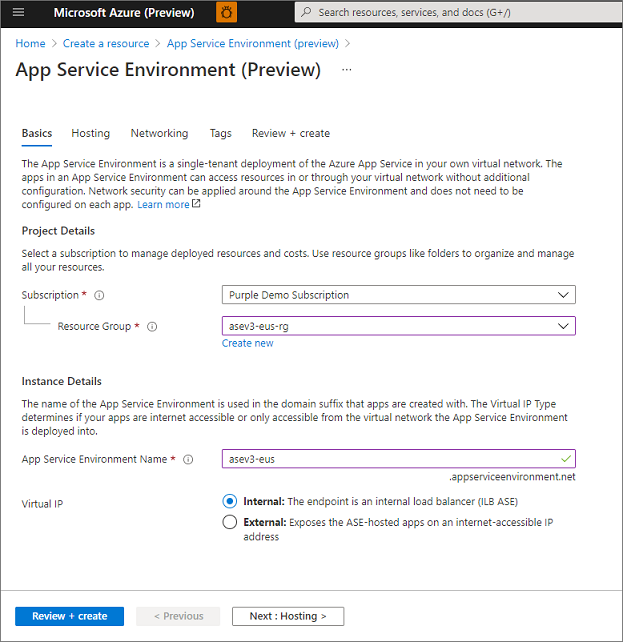 Microsoft Azure (Preview)
Search resources, services, and docs (G+/)
Home > Create a resource > App Service Environment (preview) >
App Service Environment (Preview) ...
Basics Hosting Networking Tags Review + create
The App Service Environment is a single-tenant deployment of the Azure App Service in your own virtual network. The
apps in an App Service Environment can access resources in or through your virtual network without additional
configuration. Network security can be applied around the App Service Environment and does not need to be
configured on each app. Learn more
Project Details
Select a subscription to manage deployed resources and costs. Use resource groups like folders to organize and manage
all your resources.
Subscription *
Purple Demo Subscription
Resource Group *
asev3-eus-rg
Create new
Instance Details
The name of the App Service Environment is used in the domain suffix that apps are created with. The Virtual IP Type
determines if your apps are internet accessible or only accessible from the virtual network the App Service Environment
is deployed into.
App Service Environment Name *
asev3-eus
.appserviceenvironment.net
Virtual IP
Internal: The endpoint is an internal load balancer (ILB ASE)
External: Exposes the ASE-hosted apps on an internet-accessible IP
address
Review + create
< Previous
Next : Hosting >